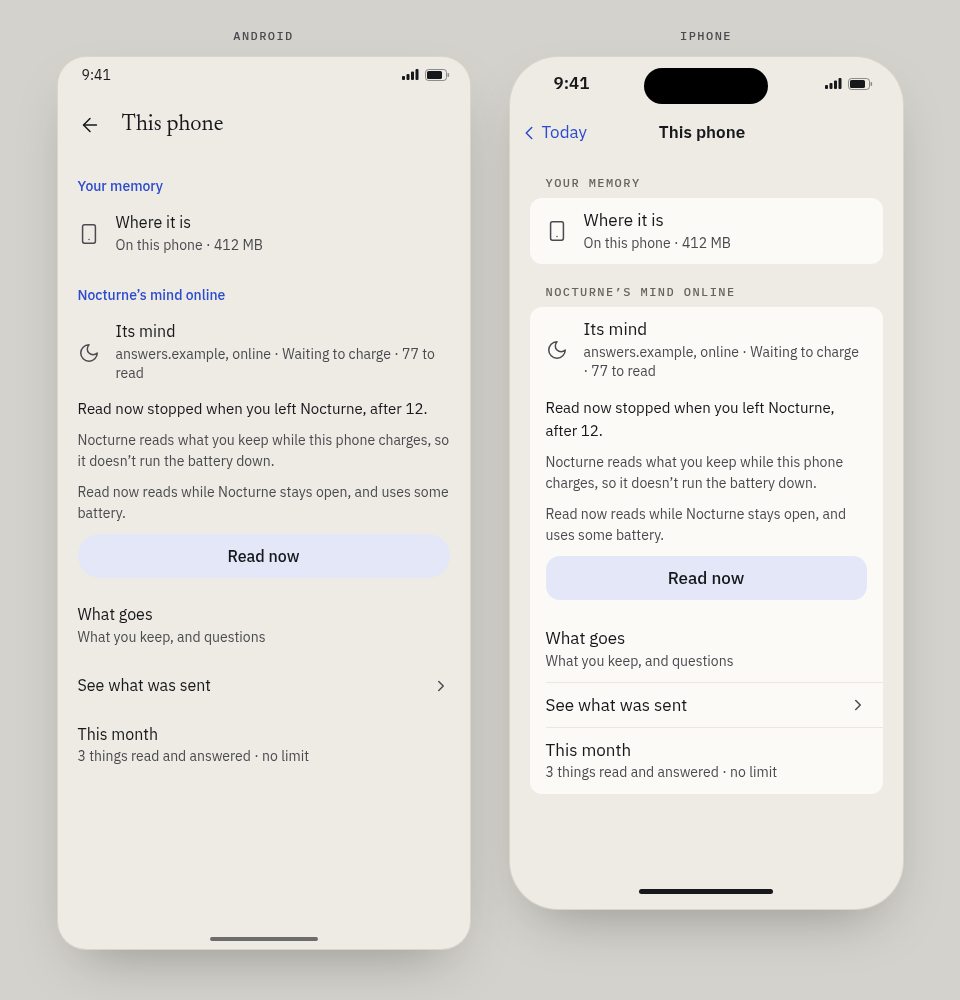 ANDROID
9:41
This phone
Your memory
Where it is
On this phone · 412 MB
Nocturne’s mind online
Its mind
answers.example, online · Waiting to charge · 77 to
read
Read now stopped when you left Nocturne, after 12.
Nocturne reads what you keep while this phone charges, so
it doesn’t run the battery down.
Read now reads while Nocturne stays open, and uses some
battery.
Read now
What goes
What you keep, and questions
See what was sent
This month
3 things read and answered · no limit
IPHONE
9:41
Today
This phone
YOUR MEMORY
Where it is
On this phone · 412 MB
NOCTURNE’S MIND ONLINE
Its mind
answers.example, online · Waiting to charge
· 77 to read
Read now stopped when you left Nocturne,
after 12.
Nocturne reads what you keep while this phone
charges, so it doesn’t run the battery down.
Read now reads while Nocturne stays open, and
uses some battery.
Read now
What goes
What you keep, and questions
See what was sent
This month
3 things read and answered · no limit